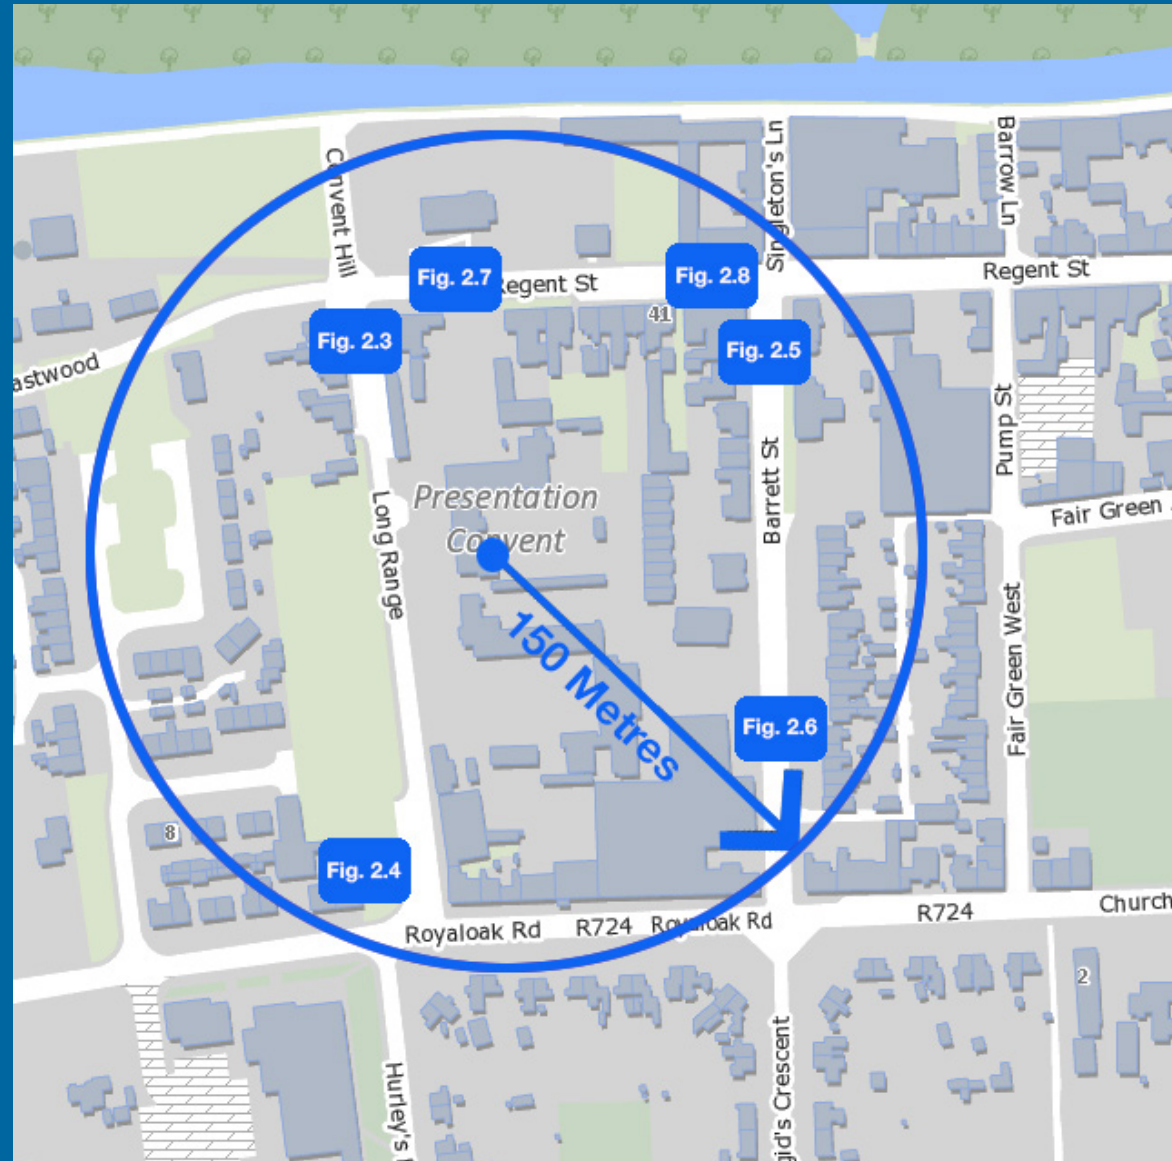 Convent Hill
Singleton's Ln
Barrow Ln
Fig. 2.7
Regent St
Fig. 2.8
Regent St
41
Fig. 2.3
Fig. 2.5
astwood
Pump St
Barrett St
Presentation
Convent
Long Range
Fair Green
150 Metres
Fair Green West
Fig. 2.6
8
Fig. 2.4
Royaloak Rd
R724
Royaloak Rd
R724
Church
2
gid's Crescent
Hurley's